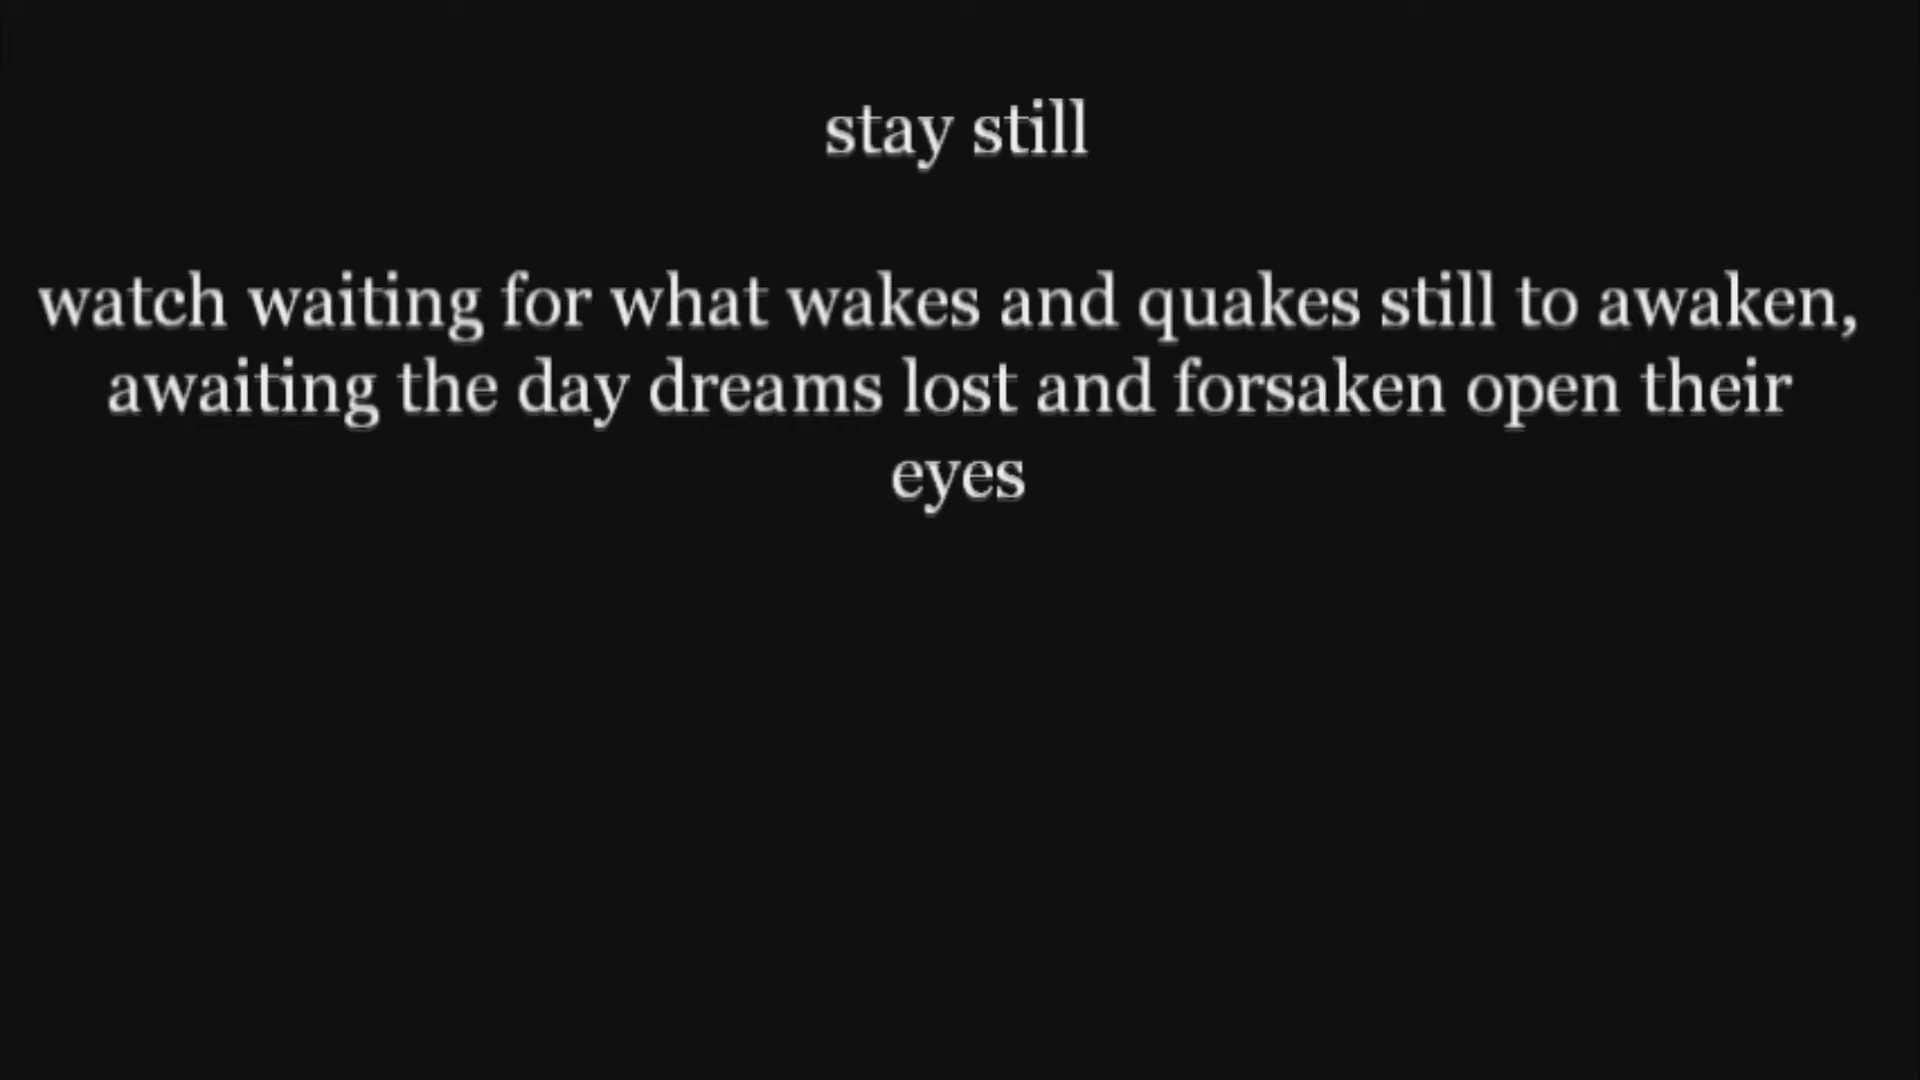 stay still
watch waiting for what wakes and quakes still to awaken,
awaiting the day dreams lost and forsaken open their
eyes